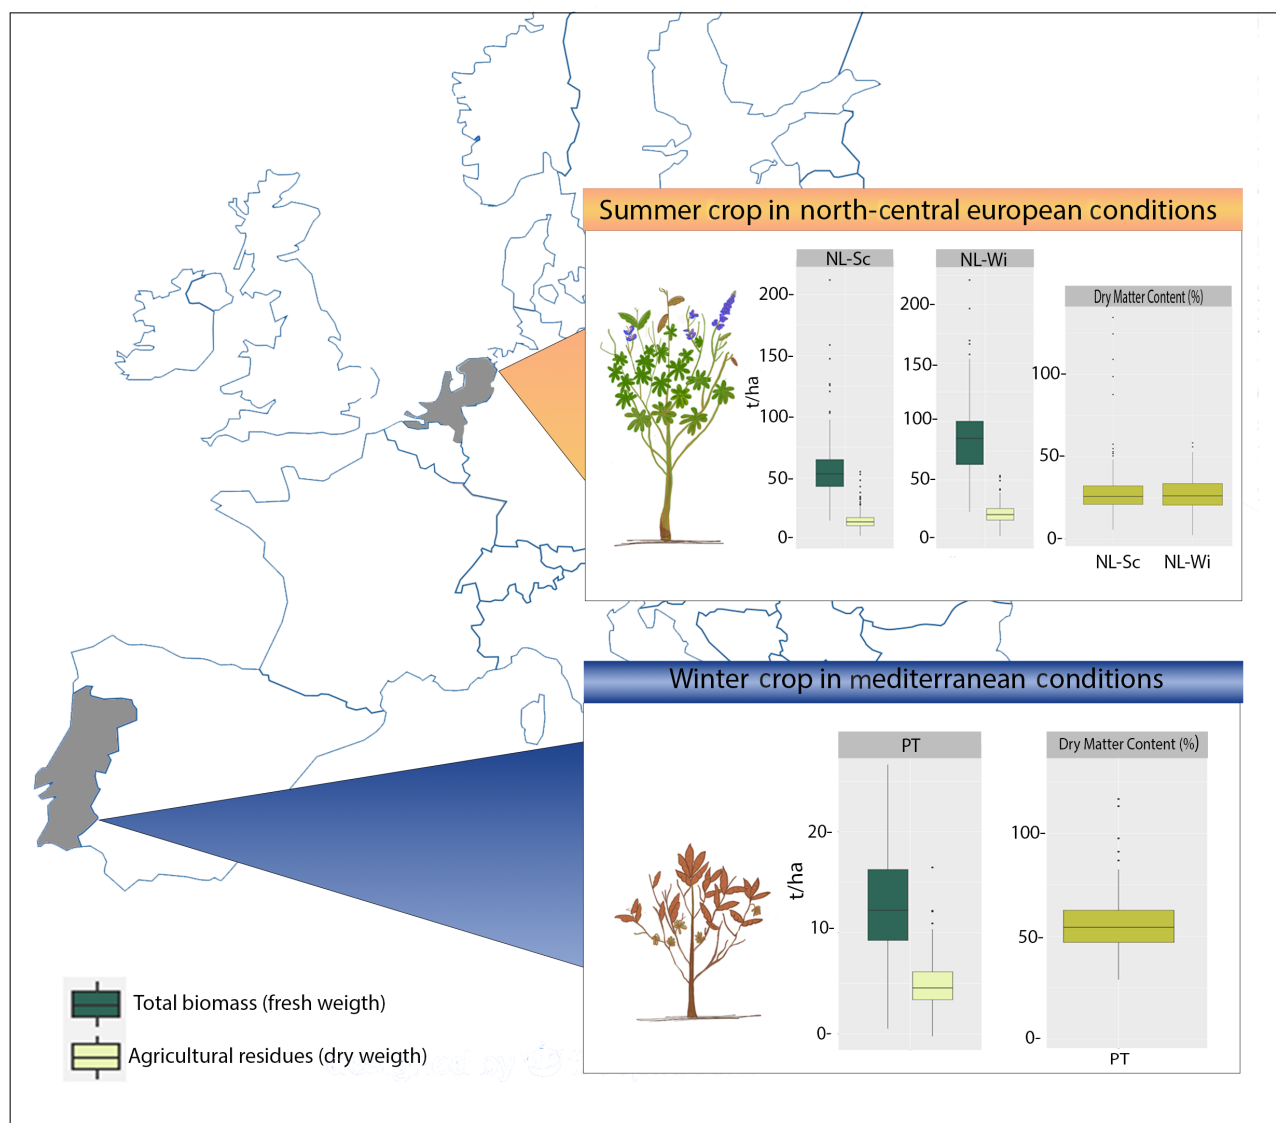 Summer crop in north-central european conditions
NL-Sc
200-
150-
100-
50-
0-
t/ha
NL-Wi
200-
150-
100-
50-
0-
Dry Matter Content (%)
100-
50-
0-
NL-Sc NL-Wi
Winter crop in mediterranean conditions
PT
20-
10-
0-
t/ha
Dry Matter Content (%)
100-
50-
0-
PT
Total biomass (fresh weigth)
Agricultural residues (dry weigth)
designed by